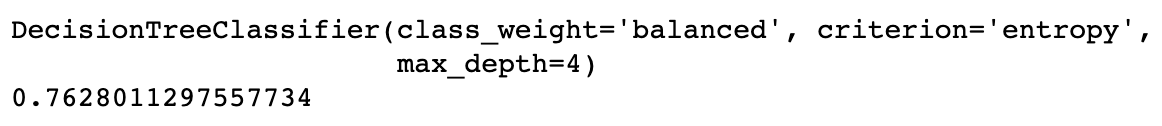 DecisionTreeClassifier(class_weight='balanced', criterion='entropy',
max_depth=4)
0.7628011297557734